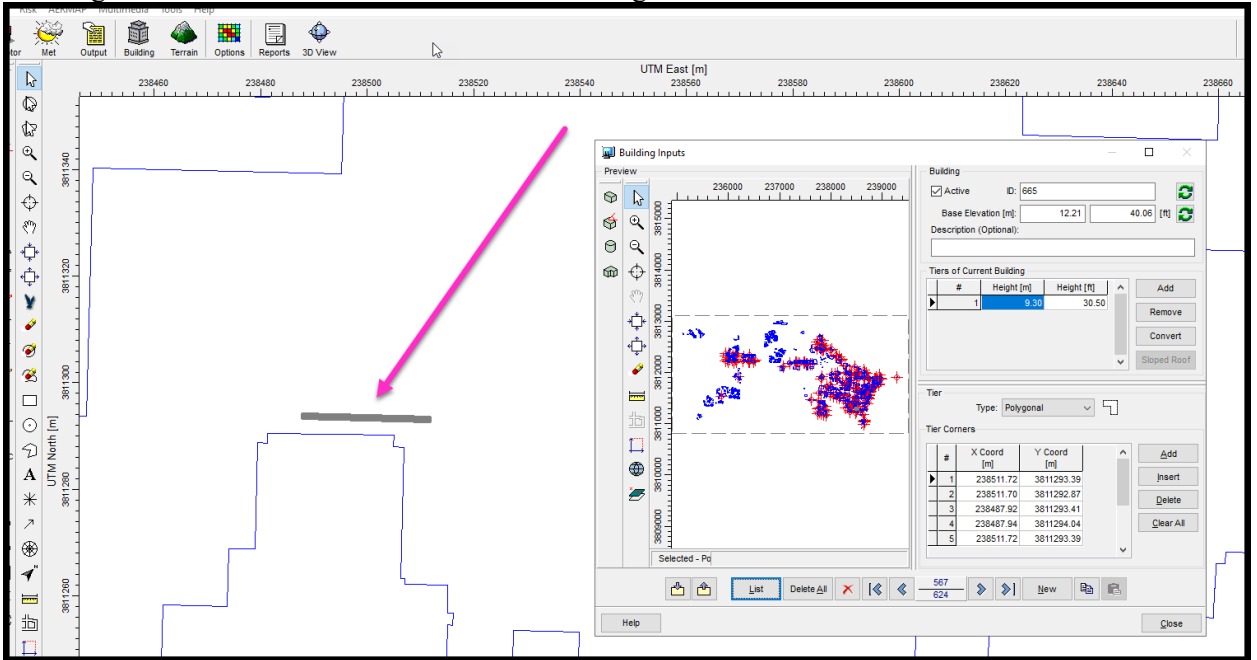 Risk AERMAP Multimedia Tools Help
tor Met Output Building Terrain Options Reports 3D View
UTM East [m]
238460 238480 238500 238520 238540 238560 238580 238600 238620 238640 238660
3811340
3811320
3811300
UTM North [m]
3811280
3811260
A
N
Building Inputs
Preview
236000 237000 238000 239000
3815000
3814000
3813000
3812000
3811000
3810000
3809000
Selected - Po
Building
Active ID: 665
Base Elevation [m]: 12.21 40.06 [ft]
Description (Optional):
Tiers of Current Building
# Height [m] Height [ft]
1 9.30 30.50
Add
Remove
Convert
Sloped Roof
Tier
Type: Polygonal
Tier Corners
# X Coord [m] Y Coord [m]
1 238511.72 3811293.39
2 238511.70 3811292.87
3 238487.92 3811293.41
4 238487.94 3811294.04
5 238511.72 3811293.39
Add
Insert
Delete
Clear All
List Delete All 567 624 New
Help Close